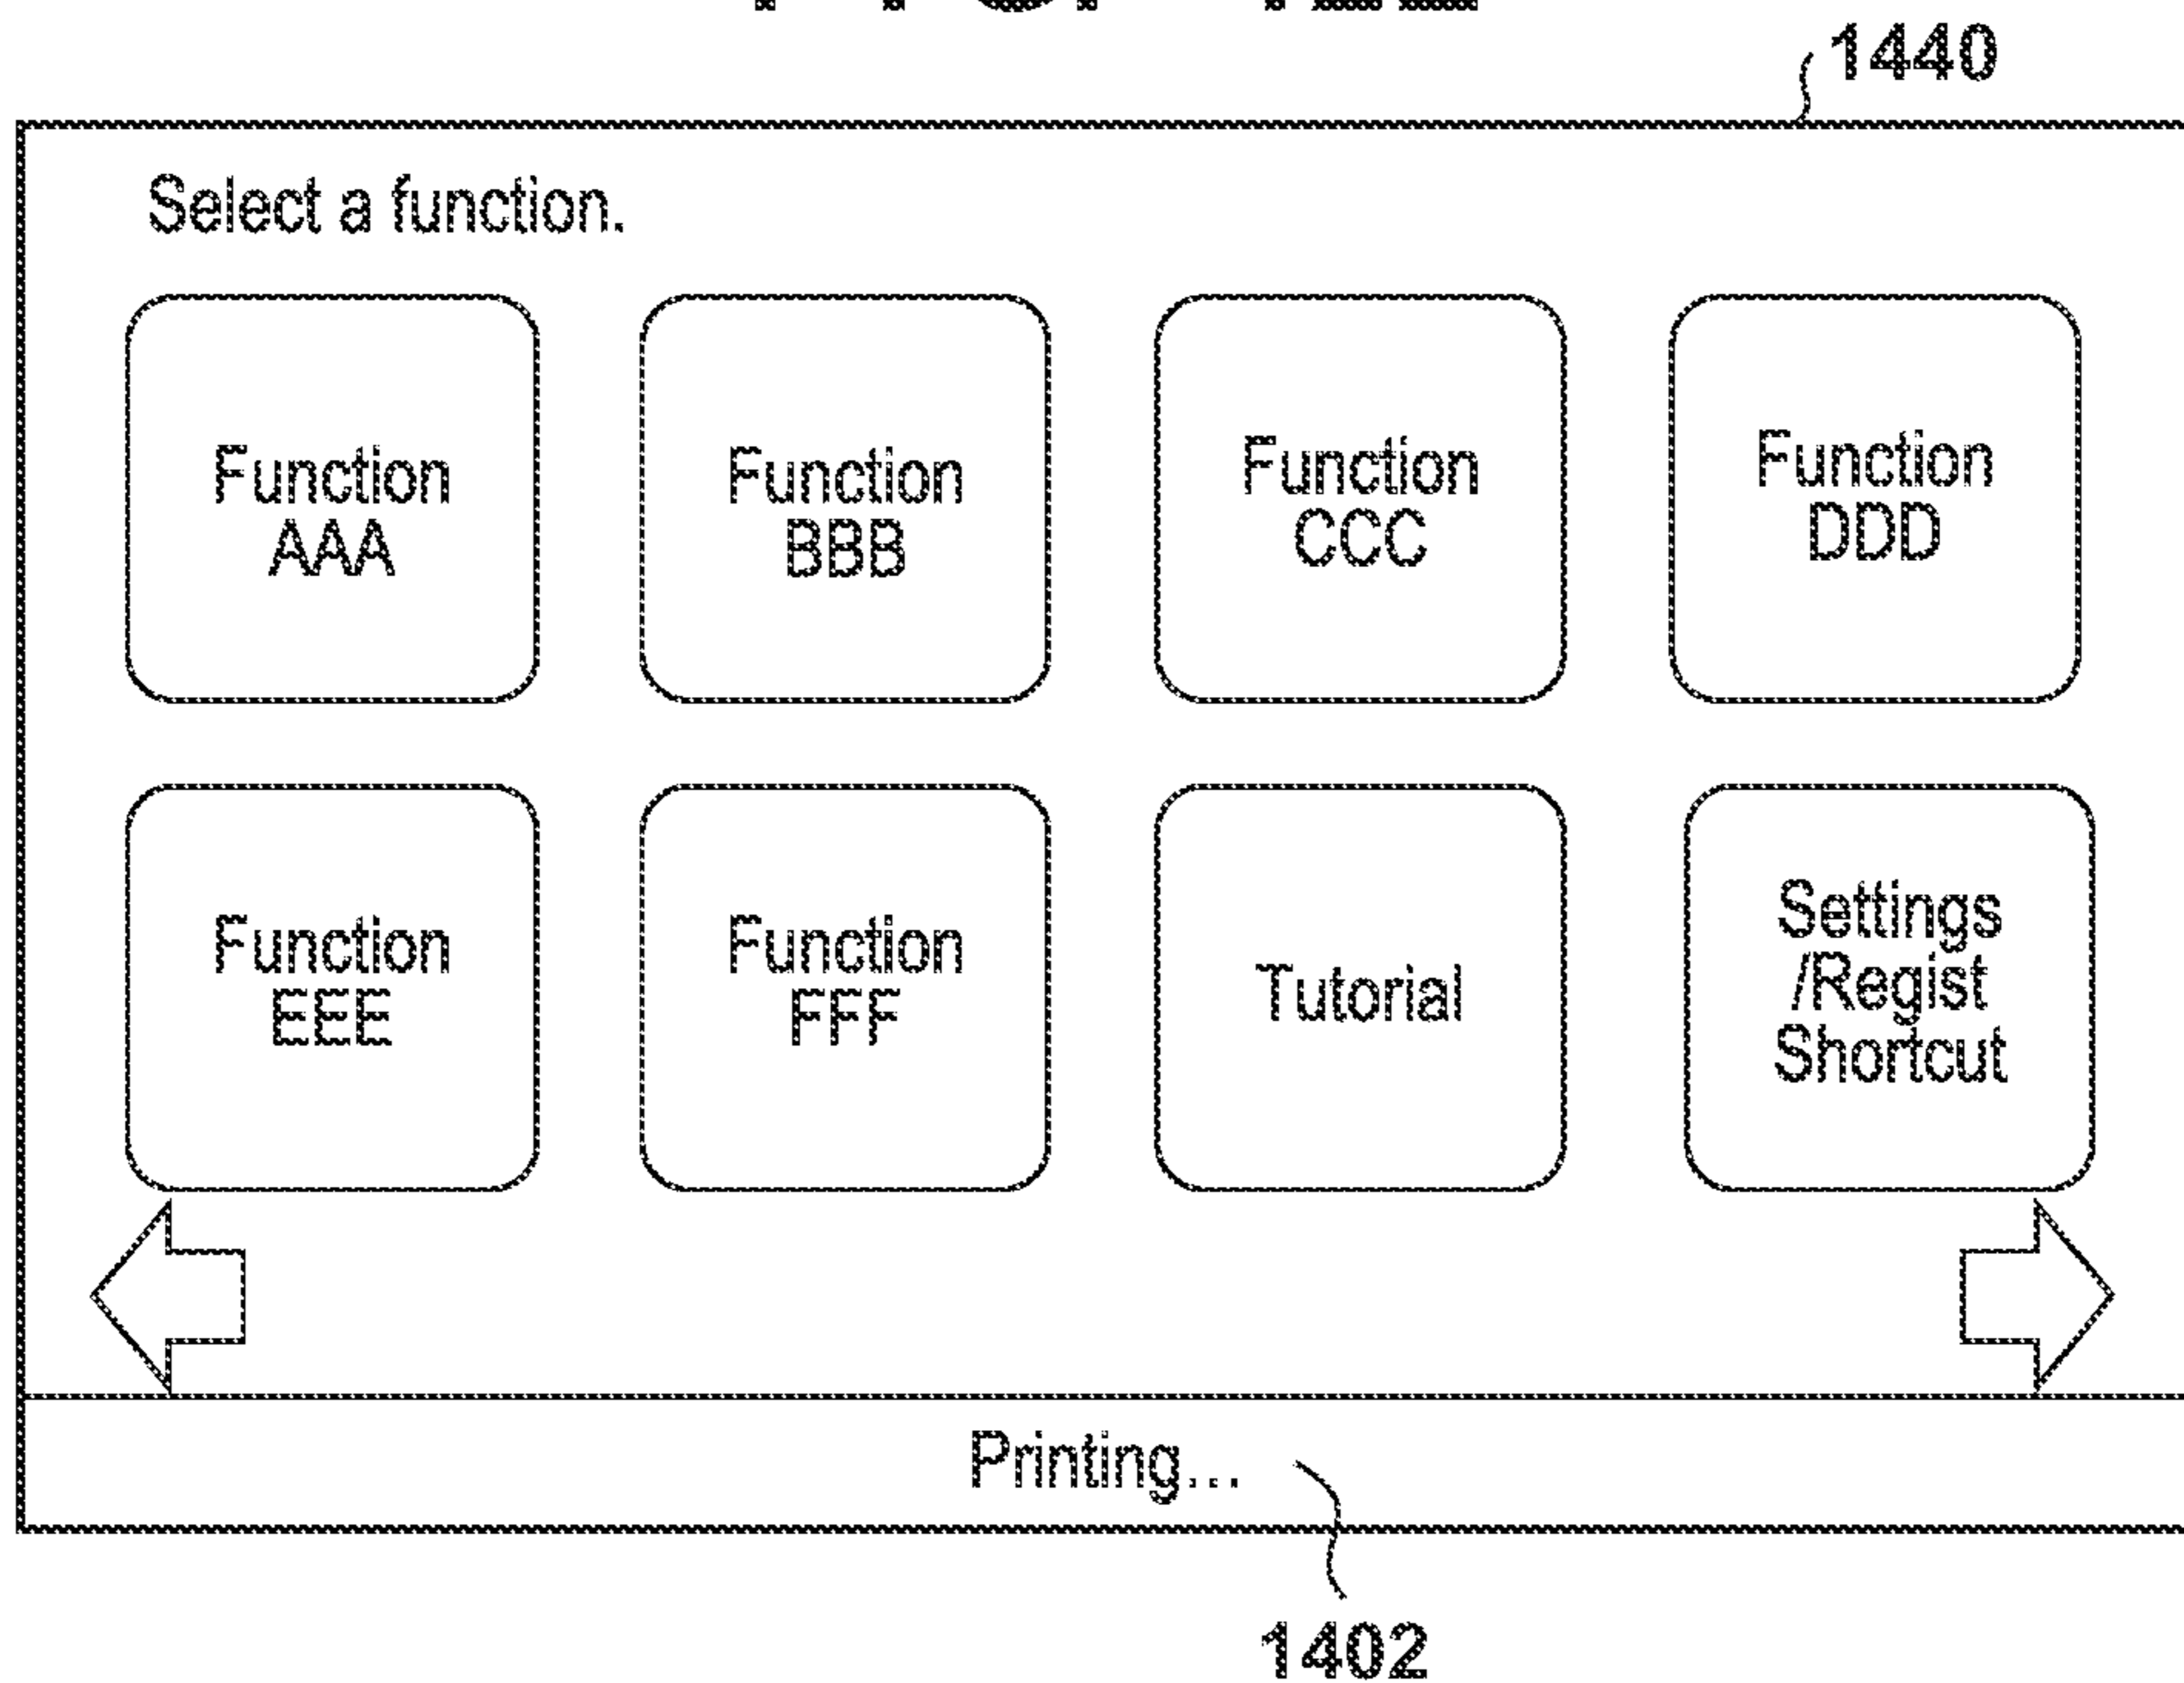 1440
Select a function.
Function
AAA
Function
BBB
Function
CCC
Function
DDD
Function
EEE
Function
FFF
Tutorial
Settings
/Regist
Shortcut
Printing...
1402